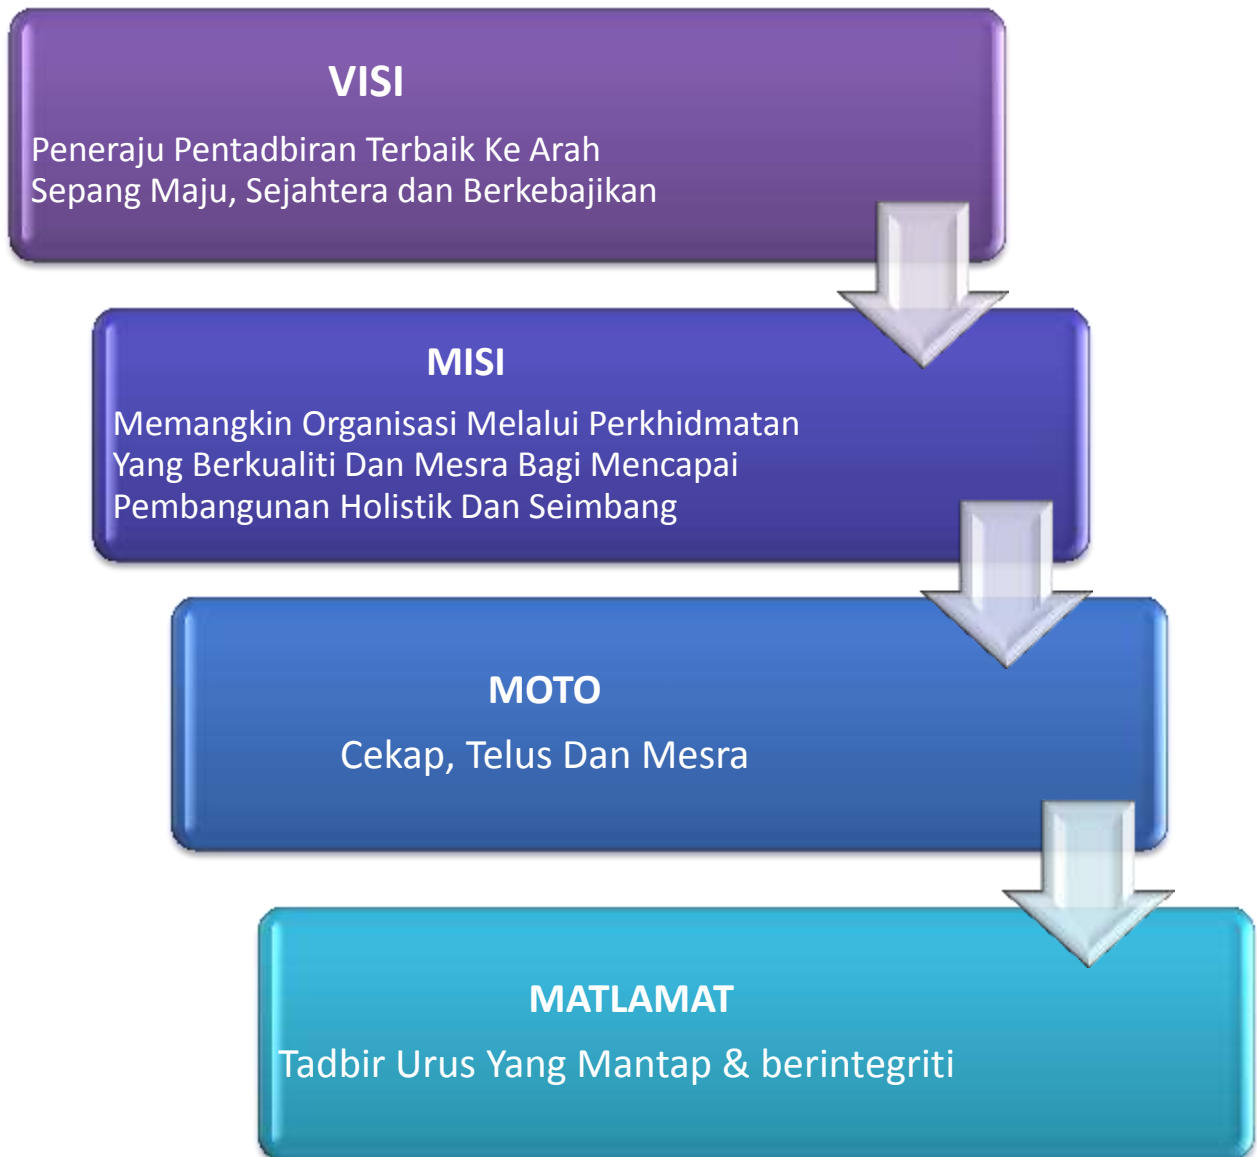 VISI
Peneraju Pentadbiran Terbaik Ke Arah
Sepang Maju, Sejahtera dan Berkebajikan
MISI
Memangkin Organisasi Melalui Perkhidmatan
Yang Berkualiti Dan Mesra Bagi Mencapai
Pembangunan Holistik Dan Seimbang
MOTO
Cekap, Telus Dan Mesra
MATLAMAT
Tadbir Urus Yang Mantap & berintegriti